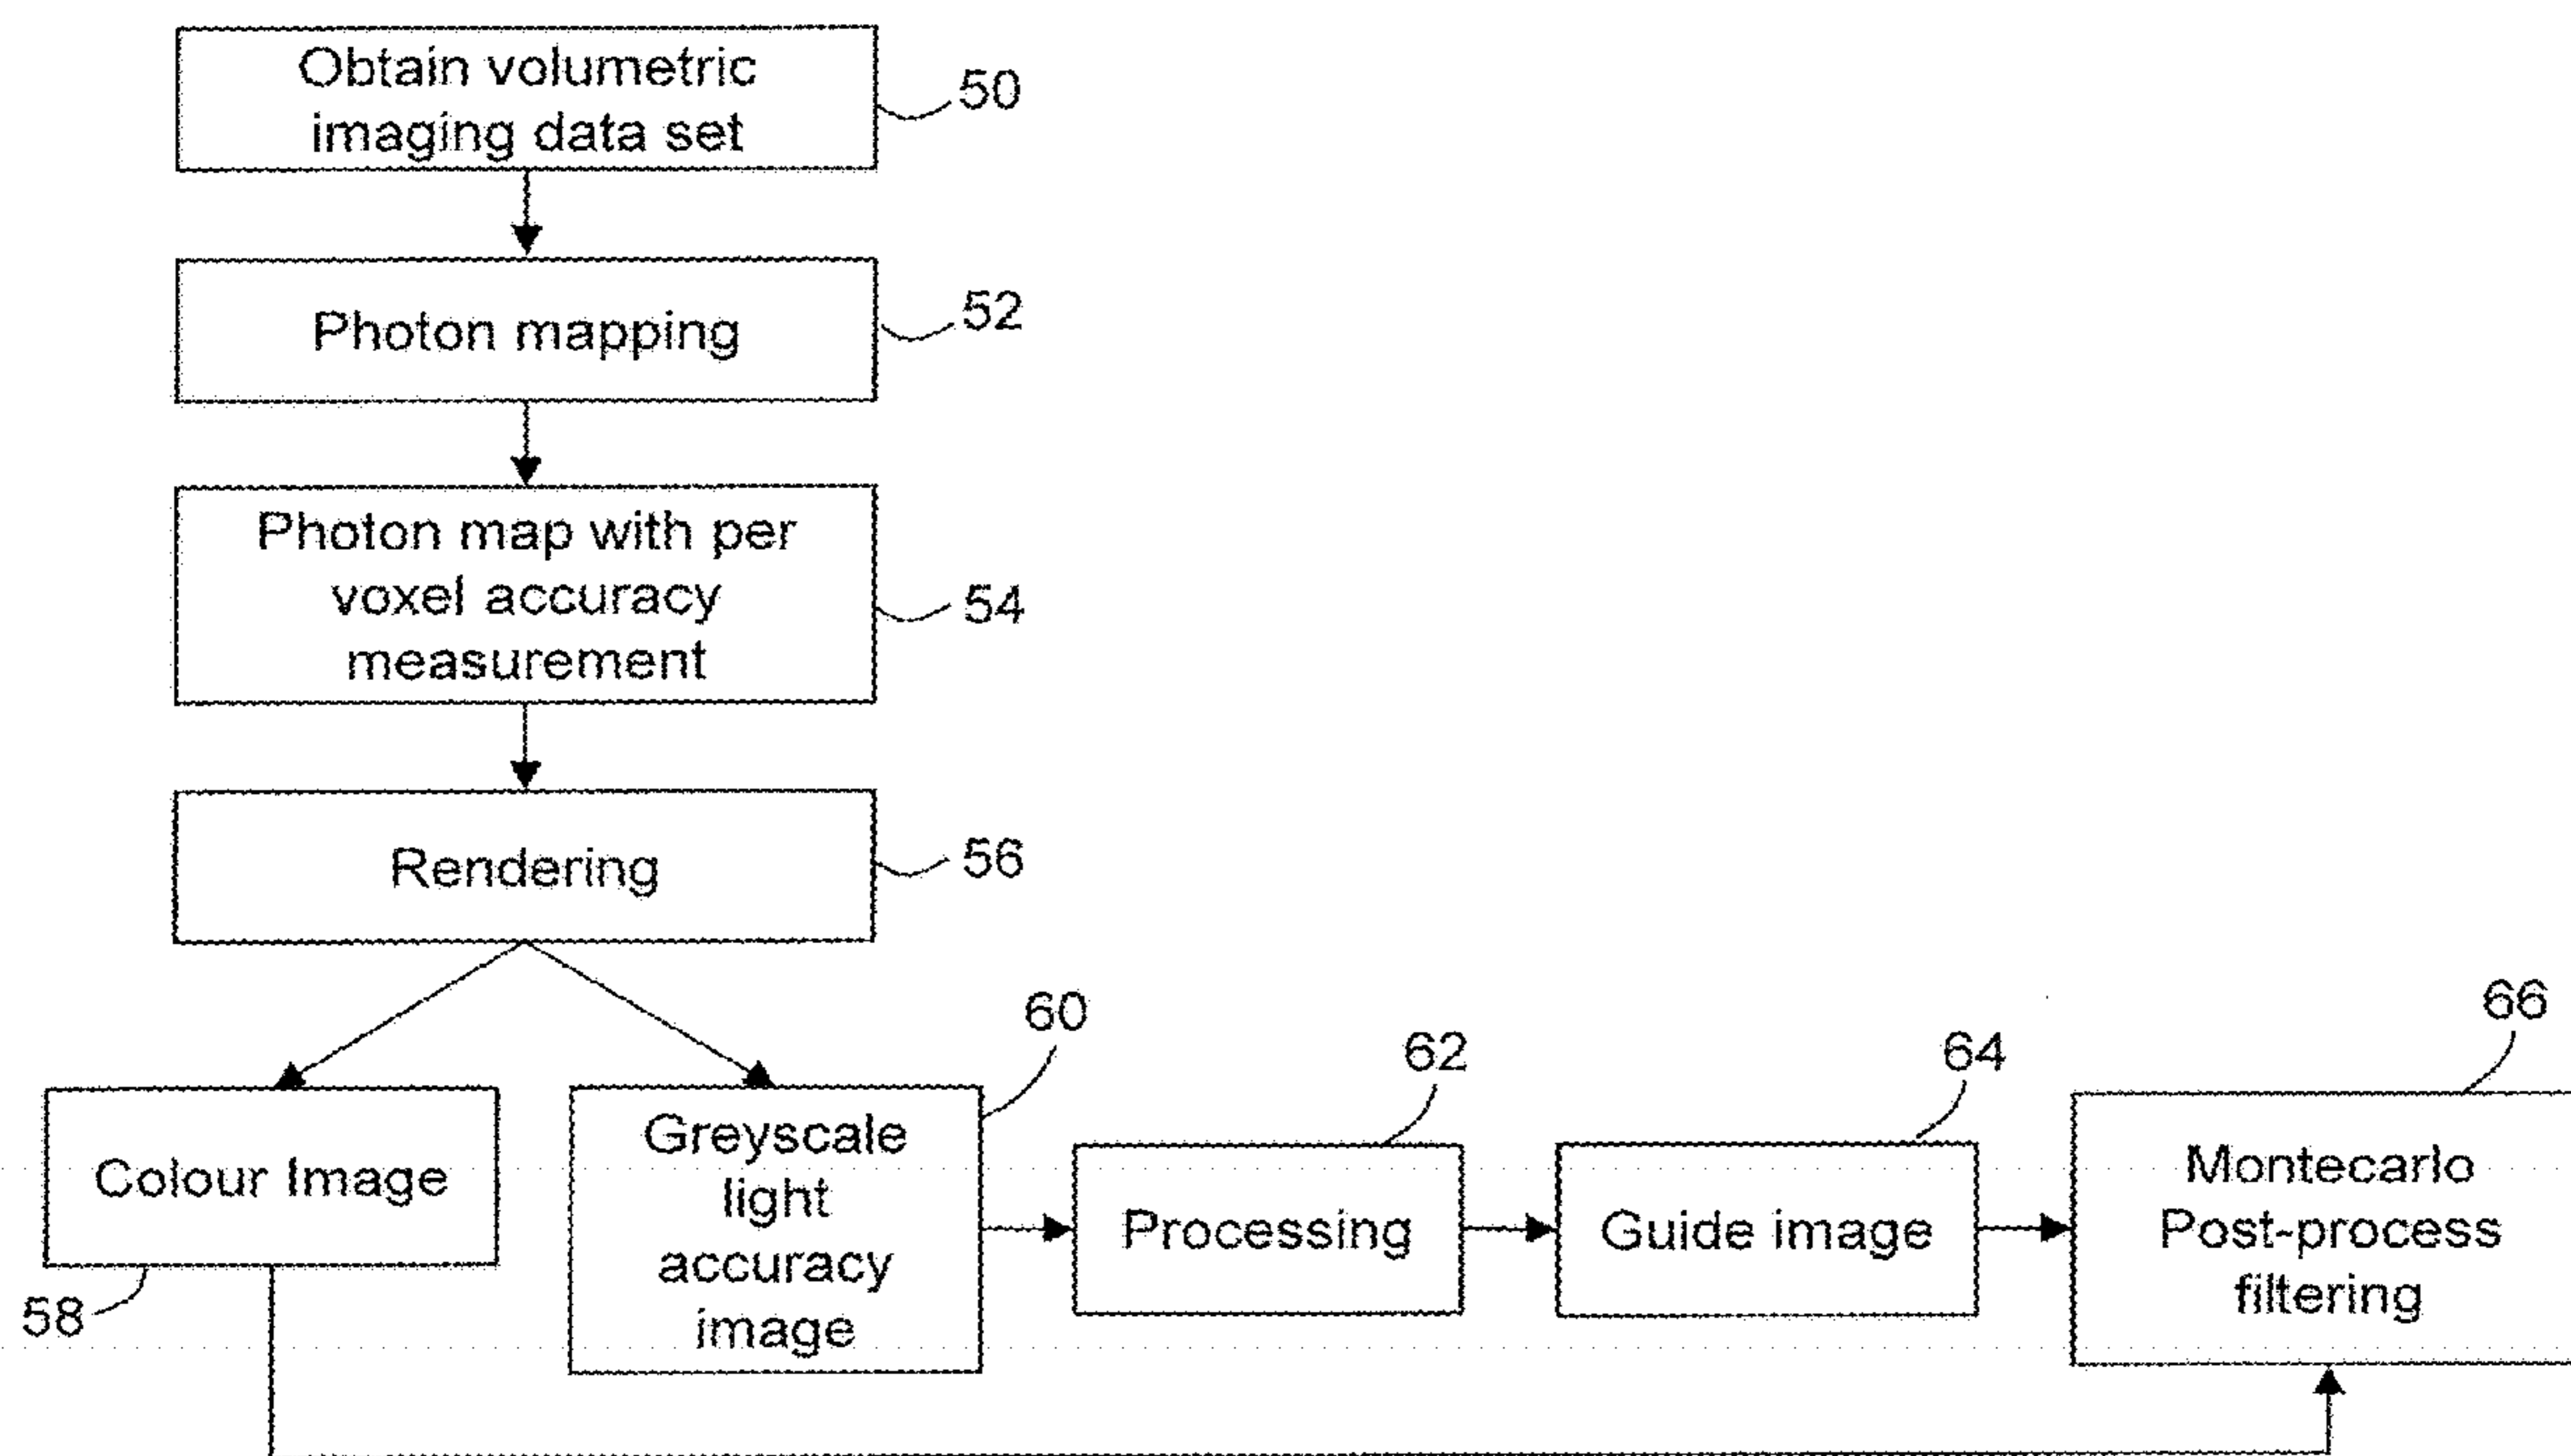 Obtain volumetric
imaging data set
50
Photon mapping
52
Photon map with per
voxel accuracy
measurement
54
Rendering
56
Colour Image
58
Greyscale
light
accuracy
image
60
Processing
62
Guide image
64
Montecarlo
Post-process
filtering
66